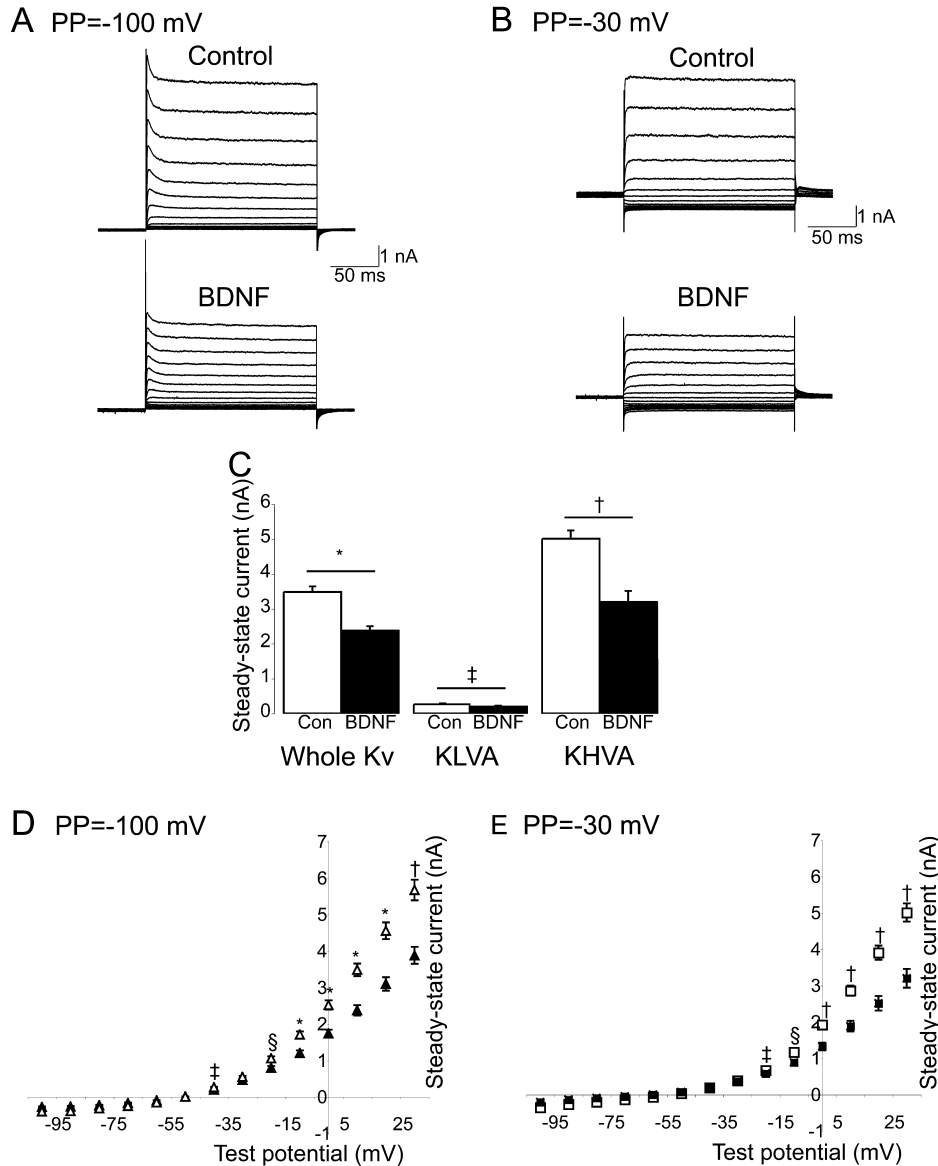 A PP=-100 mV
Control
1 nA
50 ms
BDNF
B PP=-30 mV
Control
1 nA
50 ms
BDNF
C
Steady-state current (nA)
6
5
4
3
2
1
0
*
‡
†
Con BDNF Con BDNF Con BDNF
Whole Kv KLVA KHVA
D PP=-100 mV
7
6
5
4
3
2
1
0
-1
‡ § * * * * †
-95 -75 -55 -35 -15 5 25
Test potential (mV)
Steady-state current (nA)
E PP=-30 mV
7
6
5
4
3
2
1
0
-1
‡ § † † † †
-95 -75 -55 -35 -15 5 25
Test potential (mV)
Steady-state current (nA)